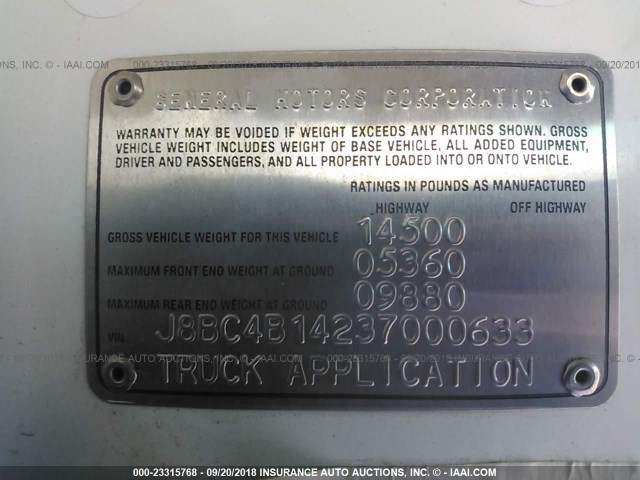 GENERAL MOTORS CORPORATION
WARRANTY MAY BE VOIDED IF WEIGHT EXCEEDS ANY RATINGS SHOWN. GROSS
VEHICLE WEIGHT INCLUDES WEIGHT OF BASE VEHICLE, ALL ADDED EQUIPMENT,
DRIVER AND PASSENGERS, AND ALL PROPERTY LOADED INTO OR ONTO VEHICLE.
RATINGS IN POUNDS AS MANUFACTURED
HIGHWAY OFF HIGHWAY
GROSS VEHICLE WEIGHT FOR THIS VEHICLE 14500
MAXIMUM FRONT END WEIGHT AT GROUND 05360
MAXIMUM REAR END WEIGHT AT GROUND 09880
VIN J8BC4B14237000633
TRUCK APPLICATION
000-23315768 - 09/20/2018 INSURANCE AUTO AUCTIONS, INC. - IAAI.COM